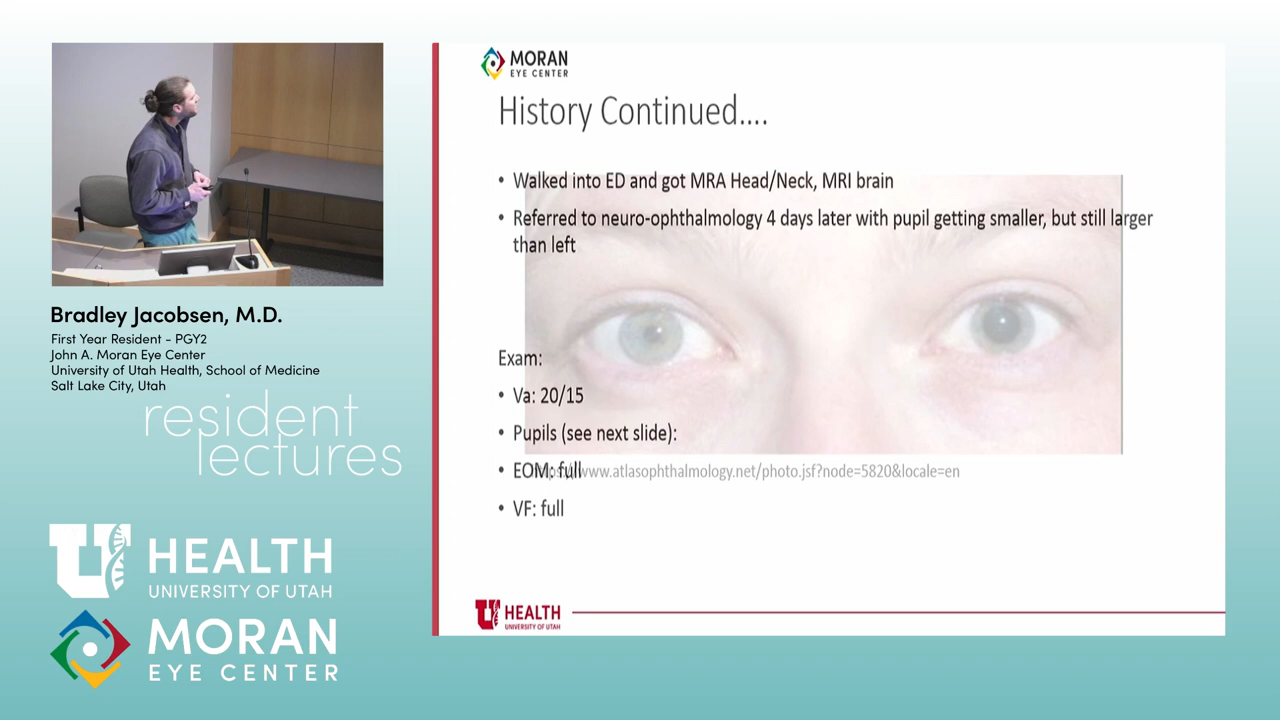 MORAN
EYE CENTER
History Continued....
• Walked into ED and got MRA Head/Neck, MRI brain
• Referred to neuro-ophthalmology 4 days later with pupil getting smaller, but still larger
than left
Exam:
• Va: 20/15
• Pupils (see next slide):
• EOM: full
www.atlasophthalmology.net/photo.jsf?node=5820&locale=en
• VF: full
U HEALTH
UNIVERSITY OF UTAH
Bradley Jacobsen, M.D.
First Year Resident - PGY2
John A. Moran Eye Center
University of Utah Health, School of Medicine
Salt Lake City, Utah
resident
lectures
U HEALTH
UNIVERSITY OF UTAH
MORAN
EYE CENTER